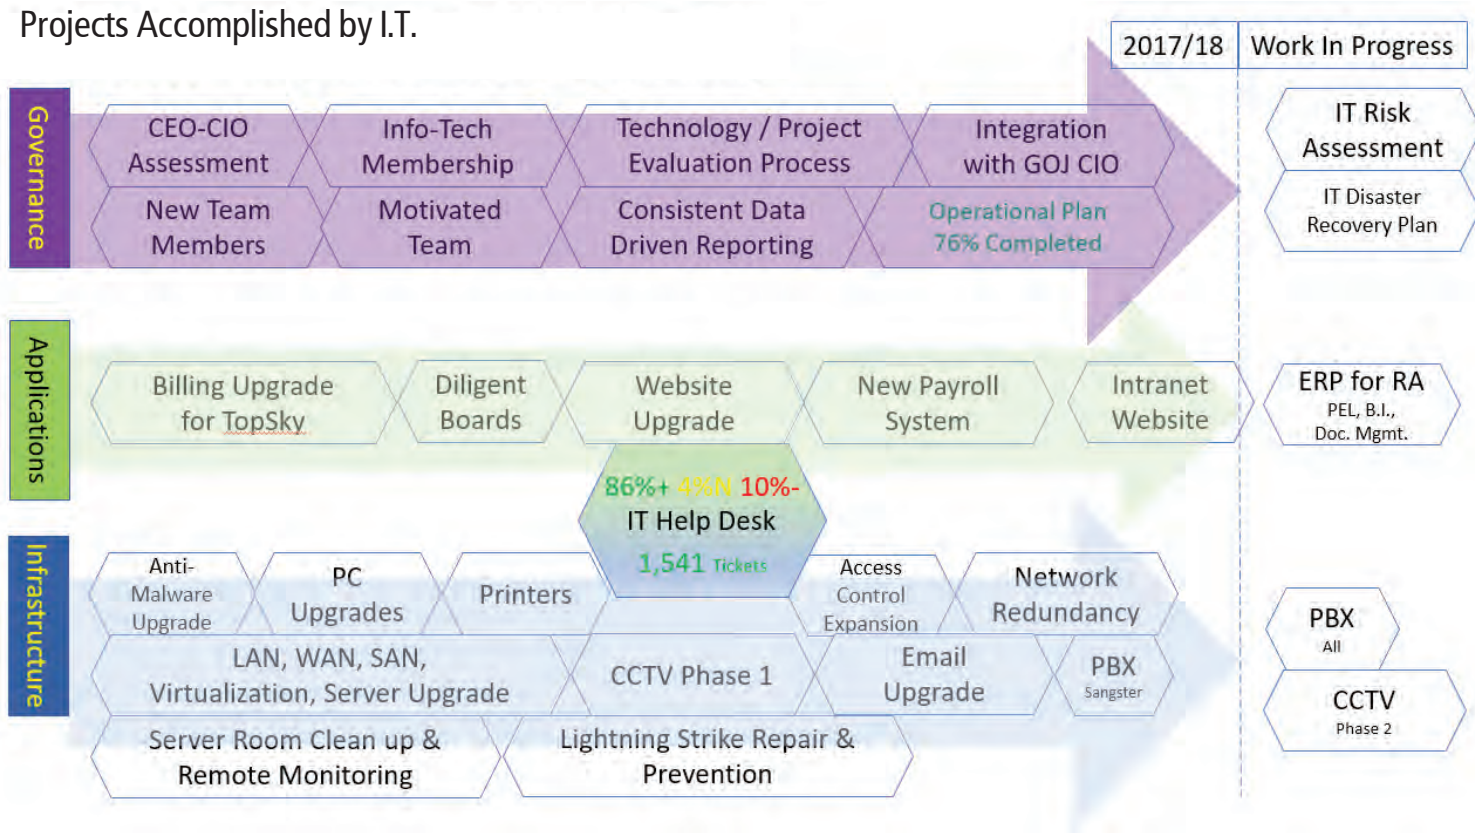 Projects Accomplished by I.T.
2017/18
Work In Progress
Governance
CEO-CIO
Assessment
Info-Tech
Membership
Technology / Project
Evaluation Process
Integration
with GOJ CIO
New Team
Members
Motivated
Team
Consistent Data
Driven Reporting
Operational Plan
76% Completed
IT Risk
Assessment
IT Disaster
Recovery Plan
Applications
Billing Upgrade
for TopSky
Diligent
Boards
Website
Upgrade
New Payroll
System
Intranet
Website
ERP for RA
PEL, B.I.,
Doc. Mgmt.
86%+ 4%N 10%-
IT Help Desk
1,541 Tickets
Infrastructure
Anti-
Malware
Upgrade
PC
Upgrades
Printers
Access
Control
Expansion
Network
Redundancy
LAN, WAN, SAN,
Virtualization, Server Upgrade
CCTV Phase 1
Email
Upgrade
PBX
Sangster
Server Room Clean up &
Remote Monitoring
Lightning Strike Repair &
Prevention
PBX
All
CCTV
Phase 2